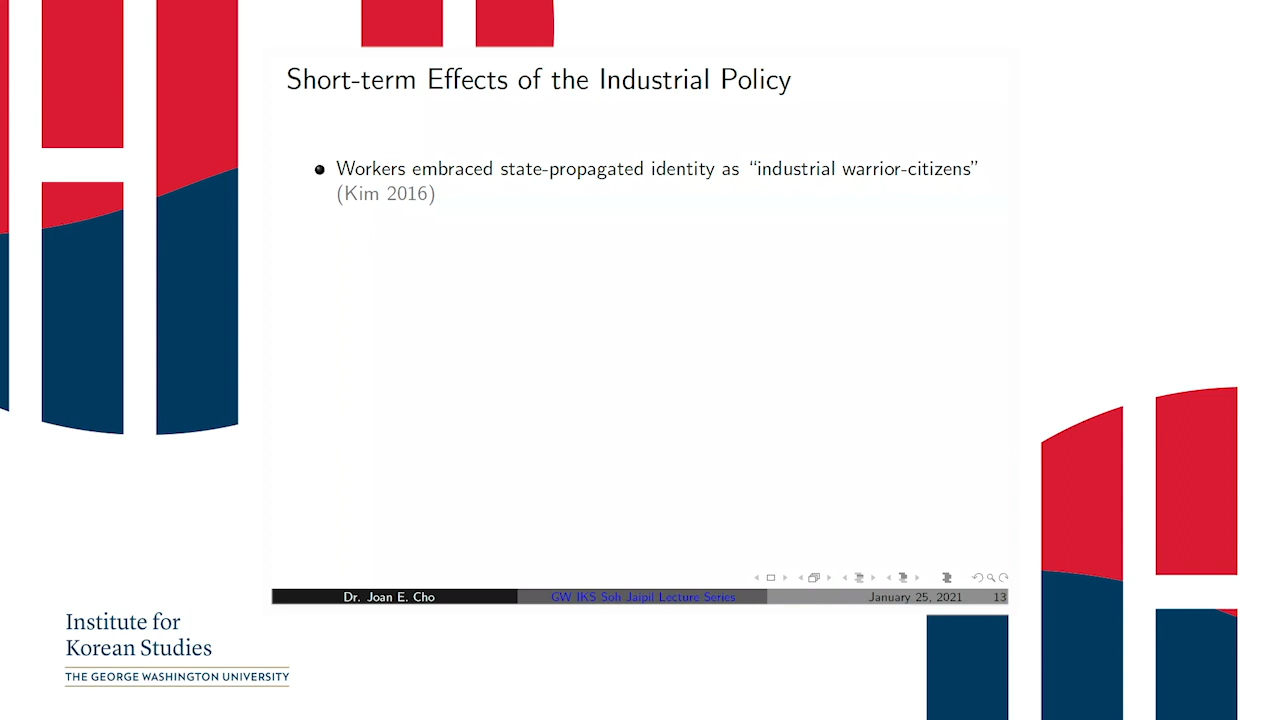 Short-term Effects of the Industrial Policy
Workers embraced state-propagated identity as “industrial warrior-citizens”
(Kim 2016)
Dr. Joan E. Cho
GW IKS Soh Jaipil Lecture Series
January 25, 2021
13
Institute for
Korean Studies
THE GEORGE WASHINGTON UNIVERSITY